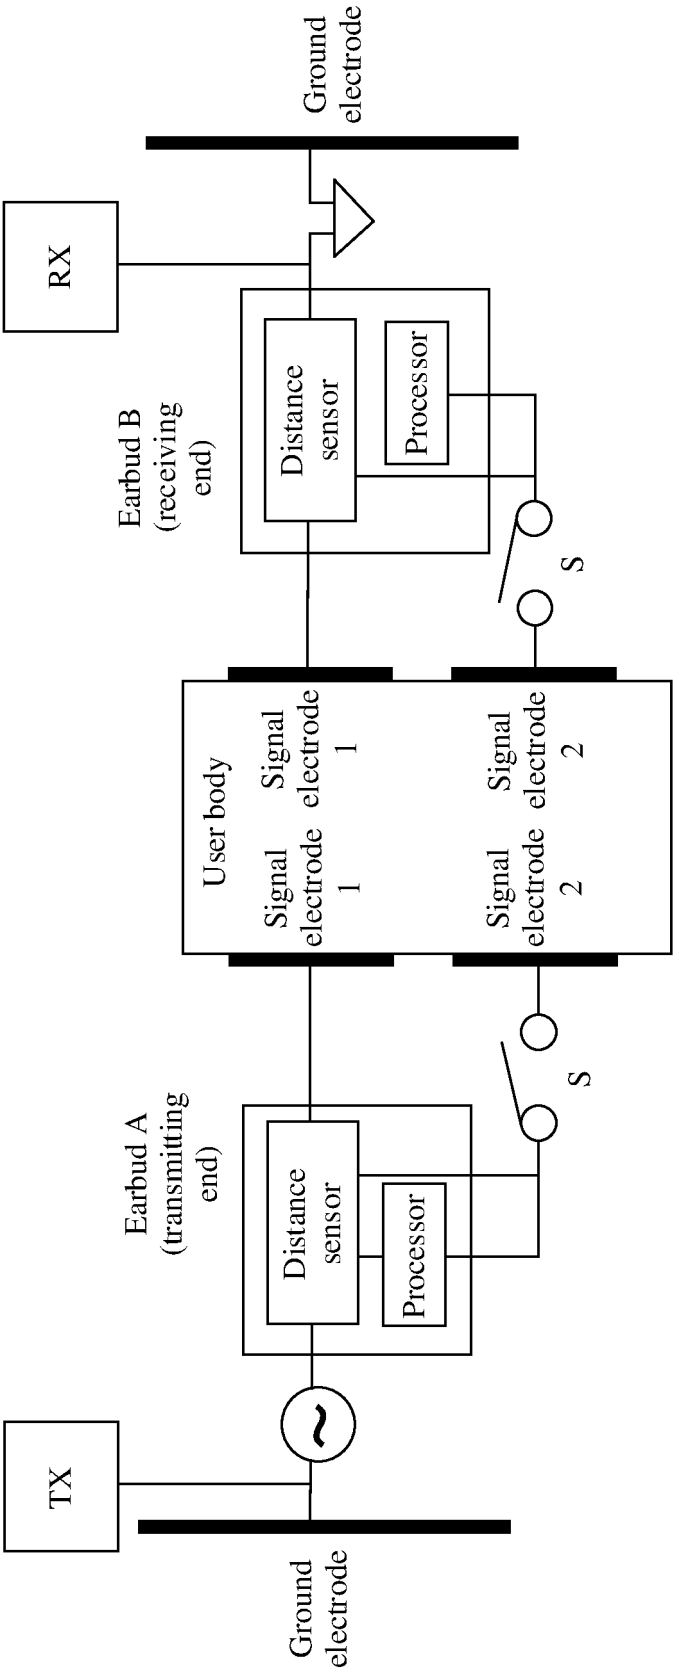 TX
RX
Earbud A
(transmitting
end)
Earbud B
(receiving
end)
User body
Ground
electrode
Distance
sensor
Processor
Signal
electrode
1
Signal
electrode
1
Distance
sensor
Processor
Ground
electrode
S
Signal
electrode
2
Signal
electrode
2
S